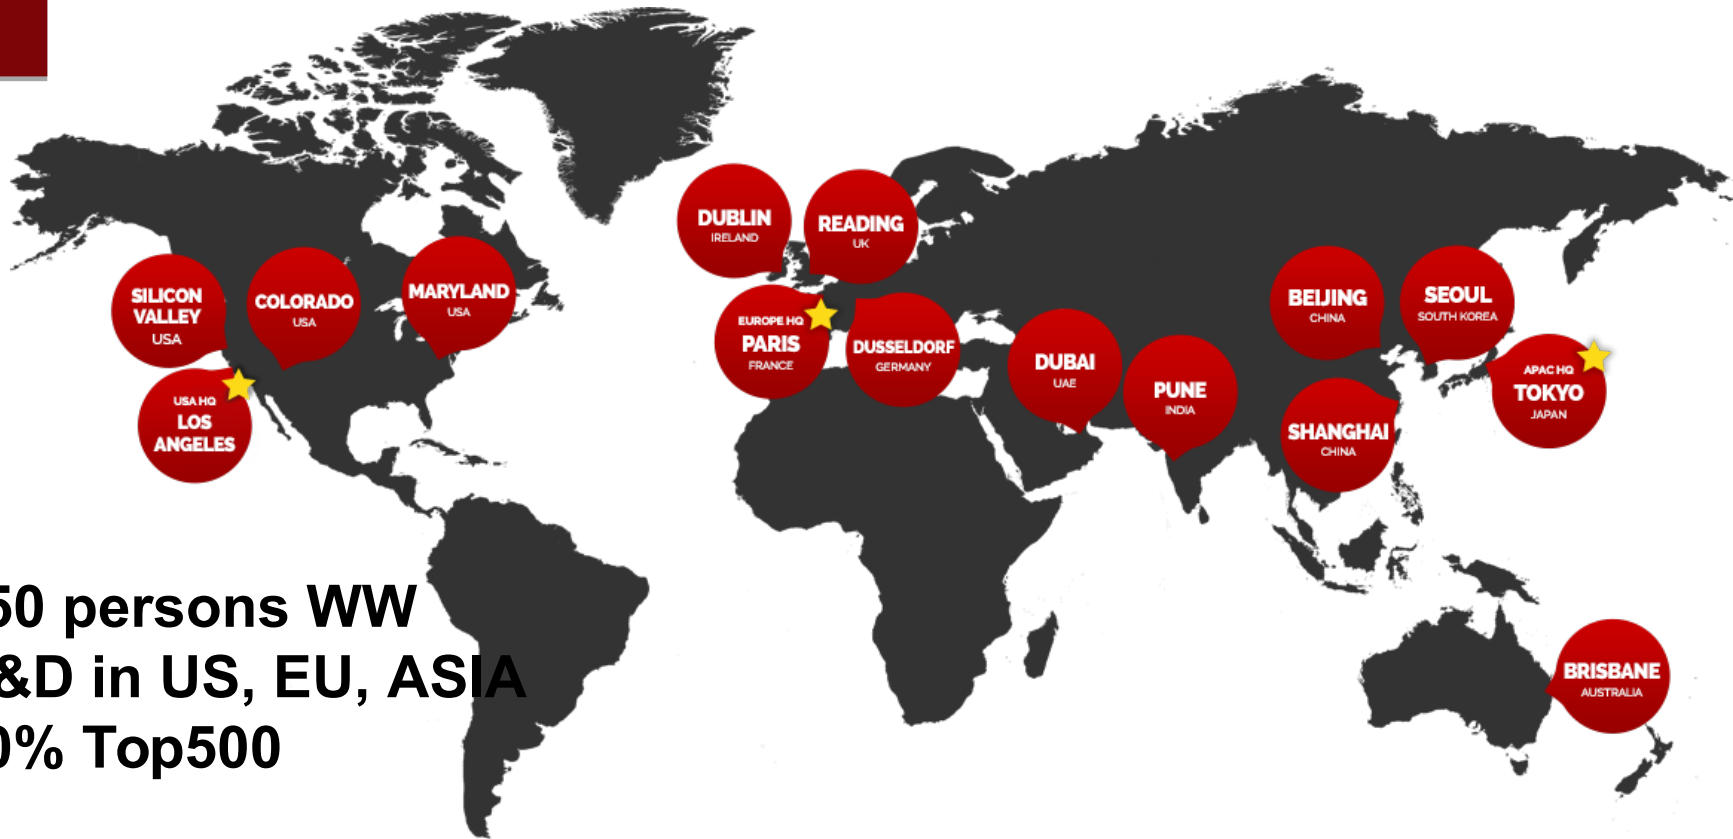 DUBLIN
IRELAND
READING
UK
SILICON
VALLEY
USA
COLORADO
USA
MARYLAND
USA
EUROPE HQ
PARIS
FRANCE
DUSSELDORF
GERMANY
DUBAI
UAE
PUNE
INDIA
BEIJING
CHINA
SEOUL
SOUTH KOREA
USA HQ
LOS
ANGELES
SHANGHAI
CHINA
APAC HQ
TOKYO
JAPAN
50 persons WW
&D in US, EU, ASIA
0% Top500
BRISBANE
AUSTRALIA